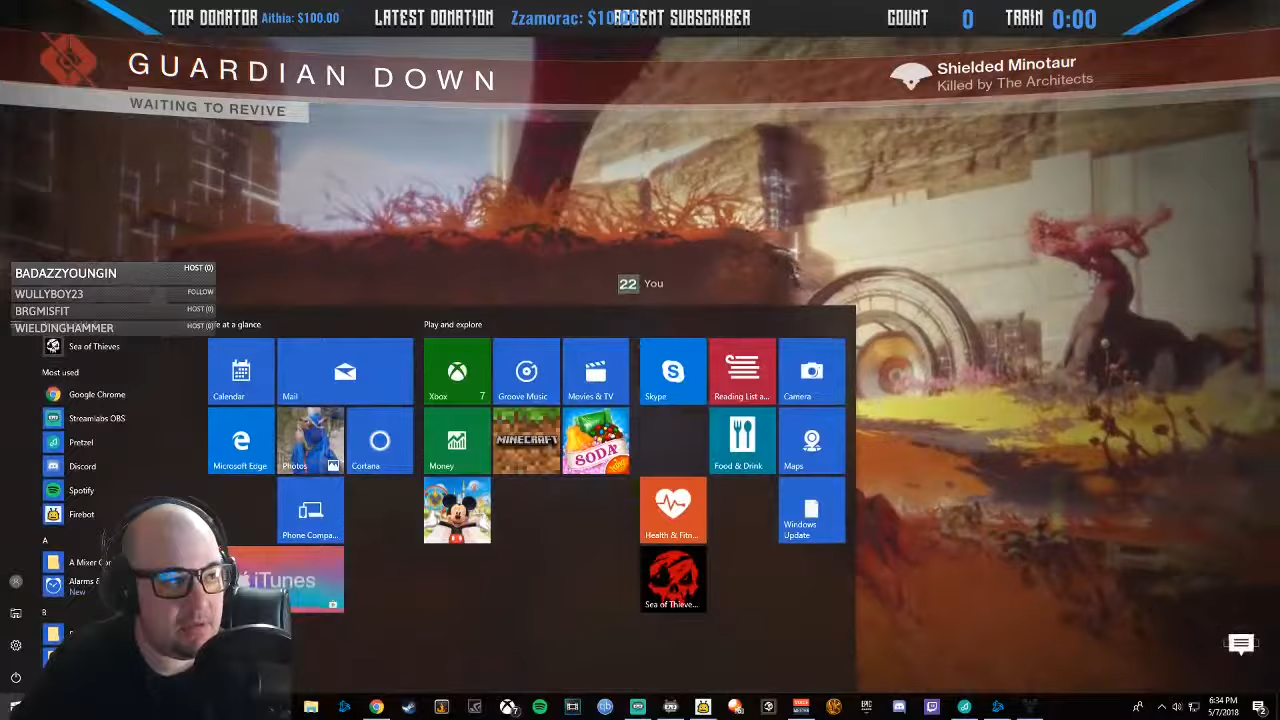 TOP DONATOR Aithia: $100.00 LATEST DONATION Zzamorac: $10.00 RECENT SUBSCRIBER COUNT 0 TRAIN 0:00
GUARDIAN DOWN
WAITING TO REVIVE
Shielded Minotaur
Killed by The Architects
BADAZZYOUNGIN HOST (0)
WULLYBOY23 FOLLOW
BRGMISFIT HOST (0)
WIELDINGHAMMER HOST (0)
22 You
at a glance
Play and explore
Sea of Thieves
Most used
Google Chrome
Streamlabs OBS
Pretzel
Discord
Spotify
Firebot
A
A Mixer
Alarms &
New
B
Calendar
Mail
Xbox 7
Groove Music
Movies & TV
Skype
Reading List a...
Camera
Microsoft Edge
Photos
Cortana
Money
MINECRAFT
SODA
Food & Drink
Maps
Phone Compa...
Health & Fitn...
Windows
Update
iTunes
Sea of Thieve...
6:34 PM
5/7/2018